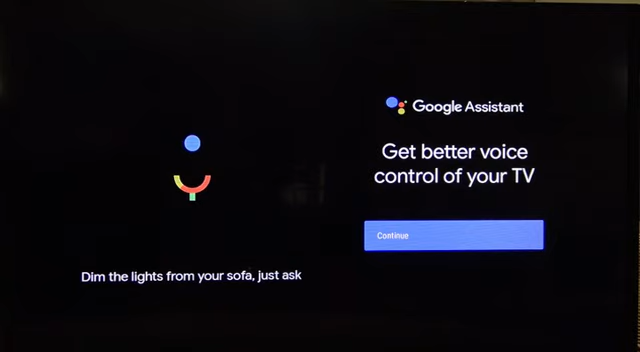 Google Assistant
Get better voice
control of your TV
Continue
Dim the lights from your sofa, just ask